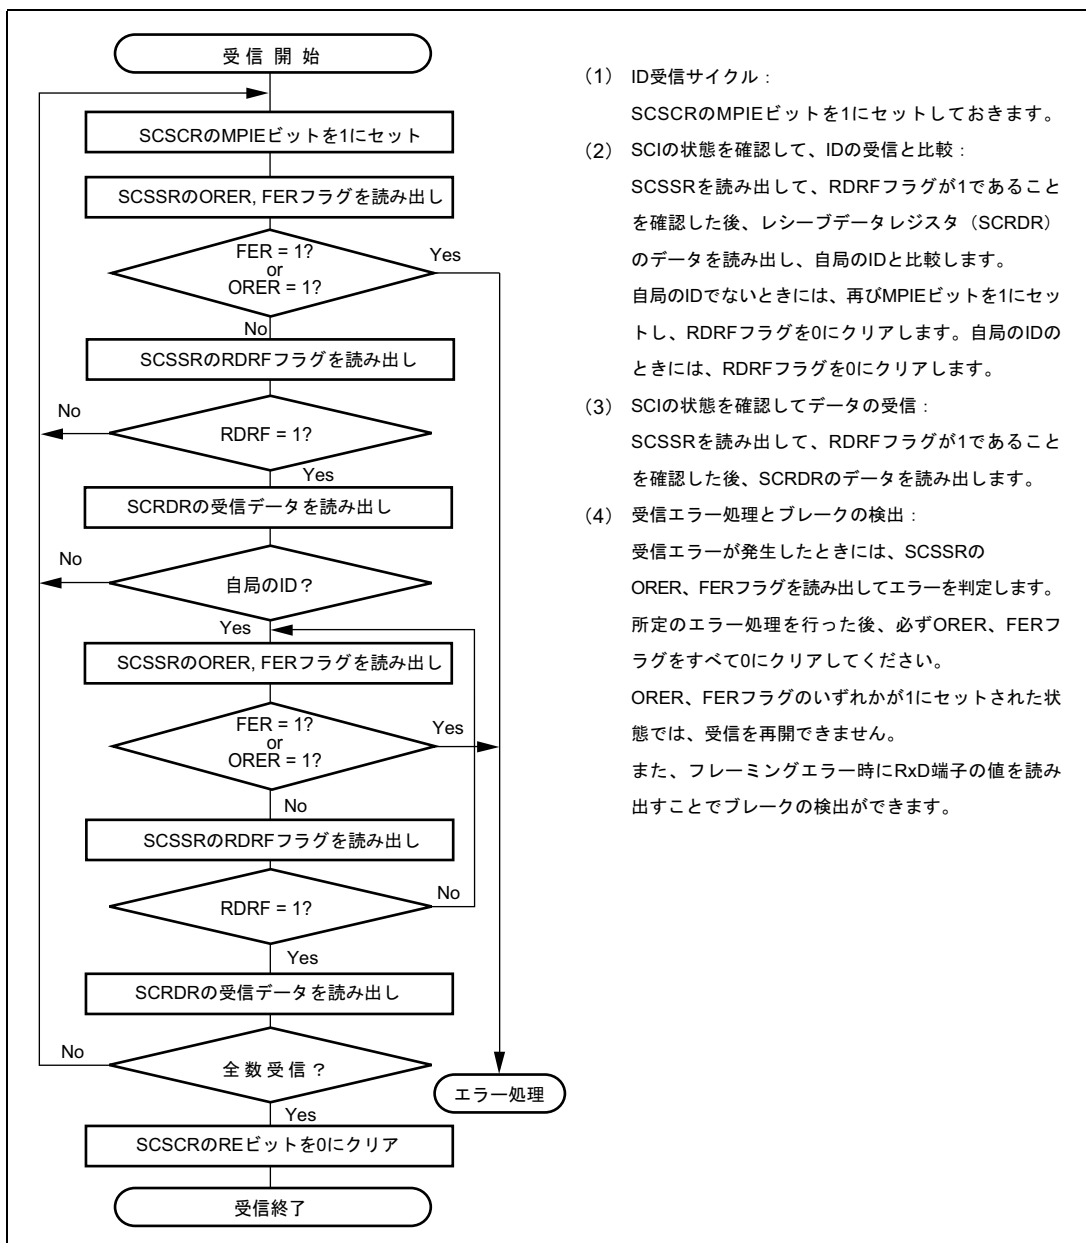 受信開始
SCSCRのMPIEビットを1にセット
SCSSRのORER, FERフラグを読み出し
FER = 1?
or
ORER = 1?
Yes
No
SCSSRのRDRFフラグを読み出し
No
RDRF = 1?
Yes
SCRDRの受信データを読み出し
No
自局のID？
Yes
SCSSRのORER, FERフラグを読み出し
FER = 1?
or
ORER = 1?
Yes
No
SCSSRのRDRFフラグを読み出し
No
RDRF = 1?
Yes
SCRDRの受信データを読み出し
No
全数受信？
エラー処理
Yes
SCSCRのREビットを0にクリア
受信終了
（1） ID受信サイクル：
SCSCRのMPIEビットを1にセットしておきます。
（2） SCIの状態を確認して、IDの受信と比較：
SCSSRを読み出して、RDRFフラグが1であること
を確認した後、レシーブデータレジスタ（SCRDR）
のデータを読み出し、自局のIDと比較します。
自局のIDでないときには、再びMPIEビットを1にセッ
トし、RDRFフラグを0にクリアします。自局のIDの
ときには、RDRFフラグを0にクリアします。
（3） SCIの状態を確認してデータの受信：
SCSSRを読み出して、RDRFフラグが1であること
を確認した後、SCRDRのデータを読み出します。
（4） 受信エラー処理とブレークの検出：
受信エラーが発生したときには、SCSSRの
ORER、FERフラグを読み出してエラーを判定します。
所定のエラー処理を行った後、必ずORER、FERフ
ラグをすべて0にクリアしてください。
ORER、FERフラグのいずれかが1にセットされた状
態では、受信を再開できません。
また、フレーミングエラー時にRxD端子の値を読み
出すことでブレークの検出ができます。